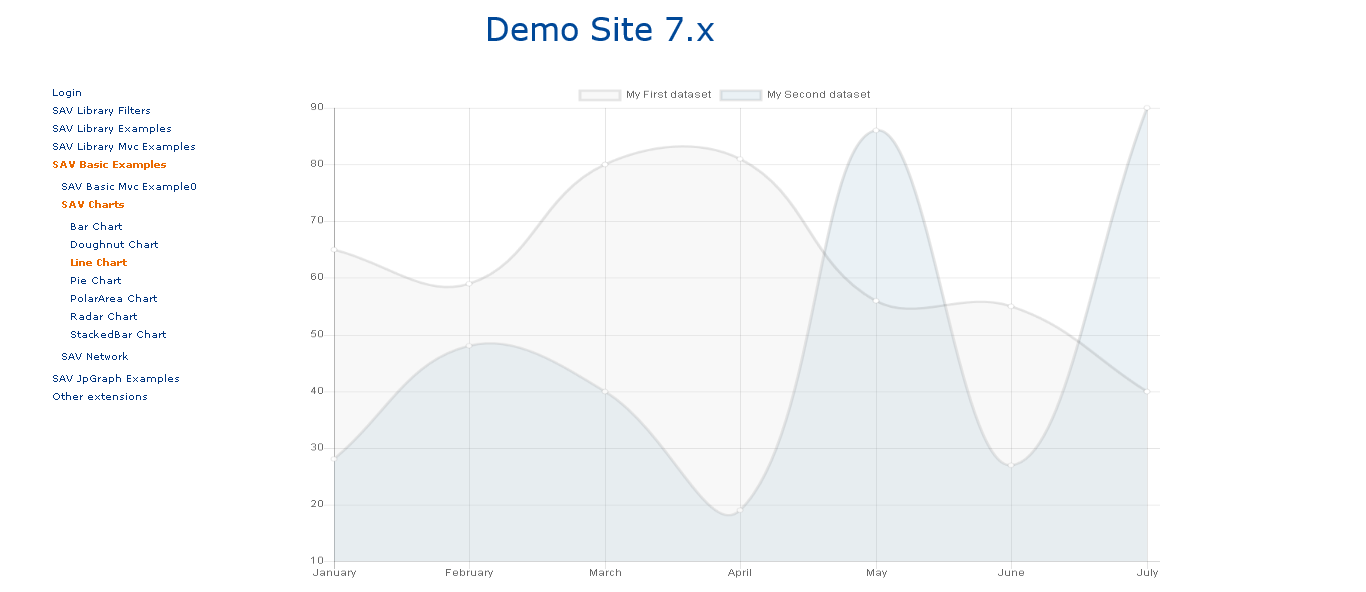 Demo Site 7.x
Login
SAV Library Filters
SAV Library Examples
SAV Library Mvc Examples
SAV Basic Examples
SAV Basic Mvc Example0
SAV Charts
Bar Chart
Doughnut Chart
Line Chart
Pie Chart
PolarArea Chart
Radar Chart
StackedBar Chart
SAV Network
SAV JpGraph Examples
Other extensions
My First dataset My Second dataset
90
80
70
60
50
40
30
20
10
January February March April May June July